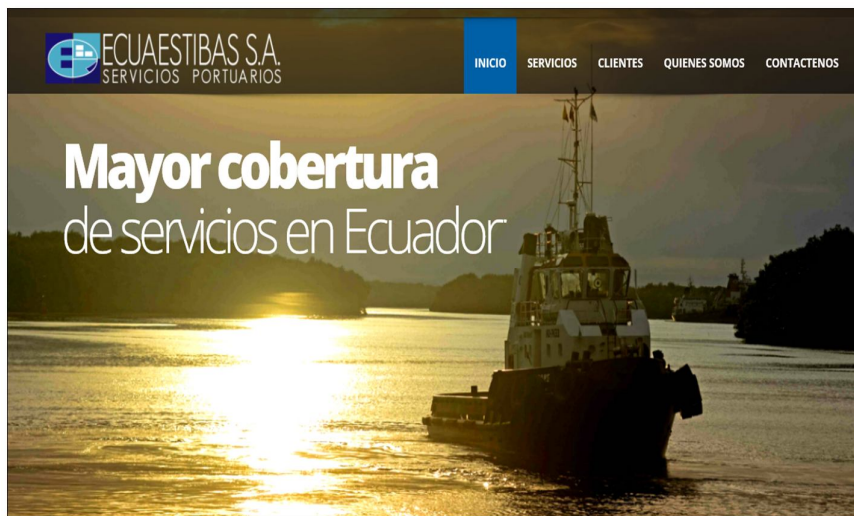 ECUAESTIBAS S.A.
SERVICIOS PORTUARIOS
INICIO SERVICIOS CLIENTES QUIENES SOMOS CONTACTENOS
Mayor cobertura
de servicios en Ecuador